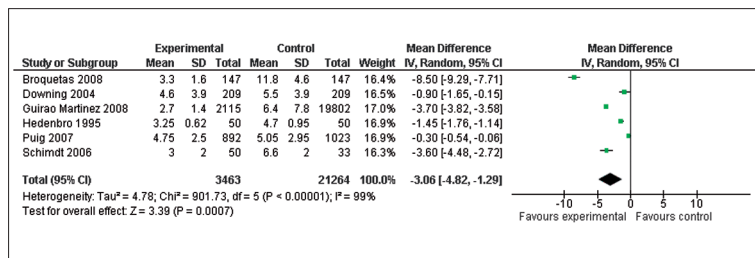 Experimental Control Mean Difference Mean Difference
Study or Subgroup Mean SD Total Mean SD Total Weight IV, Random, 95% CI IV, Random, 95% CI
Broquetas 2008 3.3 1.6 147 11.8 4.6 147 16.4% -8.50 [-9.29, -7.71]
Downing 2004 4.6 3.9 209 5.5 3.9 209 16.5% -0.90 [-1.65, -0.15]
Guirao Martinez 2008 2.7 1.4 2115 6.4 7.8 19802 17.0% -3.70 [-3.82, -3.58]
Hedenbro 1995 3.25 0.62 50 4.7 0.95 50 16.9% -1.45 [-1.76, -1.14]
Puig 2007 4.75 2.5 892 5.05 2.95 1023 16.9% -0.30 [-0.54, -0.06]
Schimdt 2006 3 2 50 6.6 2 33 16.3% -3.60 [-4.48, -2.72]
Total (95% CI) 3463 21264 100.0% -3.06 [-4.82, -1.29]
Heterogeneity: Tau² = 4.78; Chi² = 901.73, df = 5 (P < 0.00001); I² = 99%
Test for overall effect: Z = 3.39 (P = 0.0007)
-10 -5 0 5 10
Favours experimental Favours control